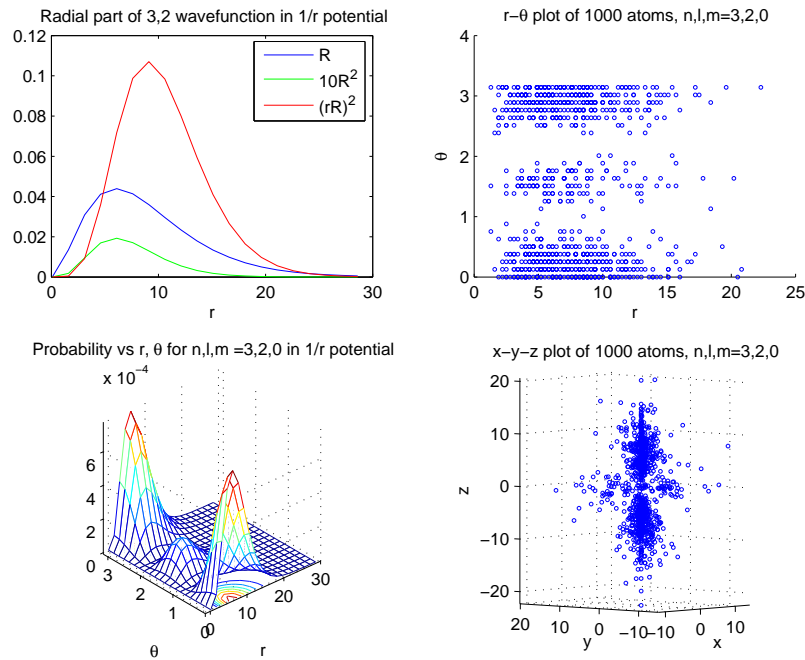 Radial part of 3,2 wavefunction in 1/r potential
0.12
0.1
0.08
0.06
0.04
0.02
0
0
10
20
30
r
R
10R²
(rR)²
r−θ plot of 1000 atoms, n,l,m=3,2,0
4
3
2
1
0
θ
0
5
10
15
20
25
r
Probability vs r, θ for n,l,m =3,2,0 in 1/r potential
x 10⁻⁴
6
4
2
0
3
2
1
0
θ
0
10
20
30
r
x−y−z plot of 1000 atoms, n,l,m=3,2,0
20
10
0
−10
−20
z
20
10
0
−10
y
−10
0
10
x